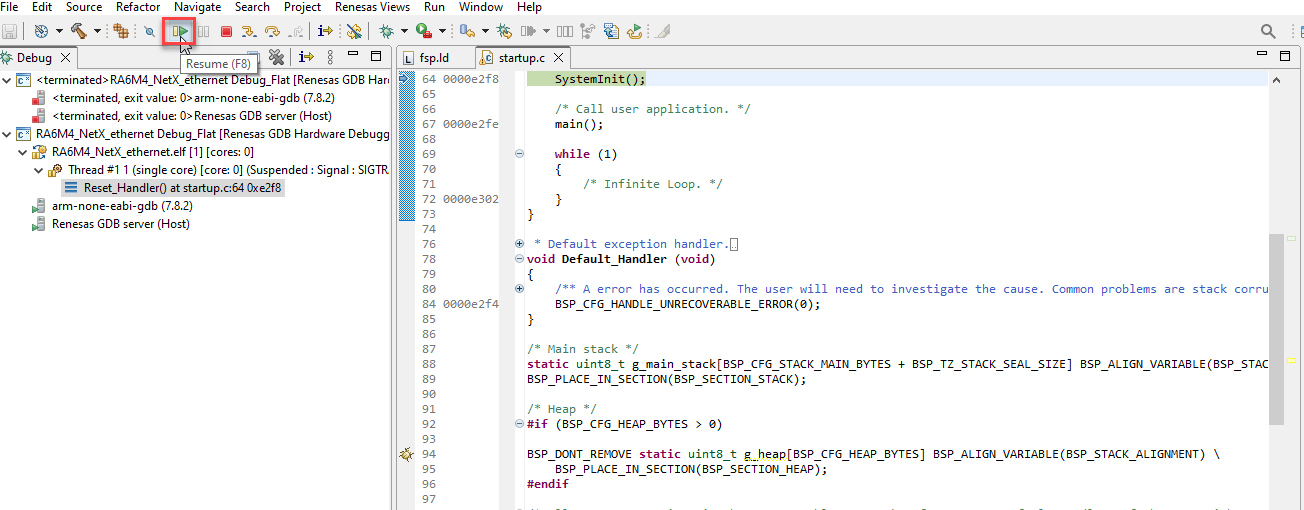 File Edit Source Refactor Navigate Search Project Renesas Views Run Window Help
Resume (F8)
Debug
<terminated>RA6M4_NetX_ethernet Debug_Flat [Renesas GDB Hard
<terminated, exit value: 0>arm-none-eabi-gdb (7.8.2)
<terminated, exit value: 0>Renesas GDB server (Host)
RA6M4_NetX_ethernet Debug_Flat [Renesas GDB Hardware Debugg
RA6M4_NetX_ethernet.elf [1] [cores: 0]
Thread #1 1 (single core) [core: 0] (Suspended : Signal : SIGTR
Reset_Handler() at startup.c:64 0xe2f8
arm-none-eabi-gdb (7.8.2)
Renesas GDB server (Host)
fsp.ld startup.c
64 0000e2f8 SystemInit();
65
66 /* Call user application. */
67 0000e2fe main();
68
69 while (1)
70 {
71 /* Infinite Loop. */
72 0000e302 }
73 }
74
76 * Default exception handler.
78 void Default_Handler (void)
79 {
80 /** A error has occurred. The user will need to investigate the cause. Common problems are stack corru
84 0000e2f4 BSP_CFG_HANDLE_UNRECOVERABLE_ERROR(0);
85 }
86
87 /* Main stack */
88 static uint8_t g_main_stack[BSP_CFG_STACK_MAIN_BYTES + BSP_TZ_STACK_SEAL_SIZE] BSP_ALIGN_VARIABLE(BSP_STAC
89 BSP_PLACE_IN_SECTION(BSP_SECTION_STACK);
90
91 /* Heap */
92 #if (BSP_CFG_HEAP_BYTES > 0)
93
94 BSP_DONT_REMOVE static uint8_t g_heap[BSP_CFG_HEAP_BYTES] BSP_ALIGN_VARIABLE(BSP_STACK_ALIGNMENT) \
95 BSP_PLACE_IN_SECTION(BSP_SECTION_HEAP);
96 #endif
97